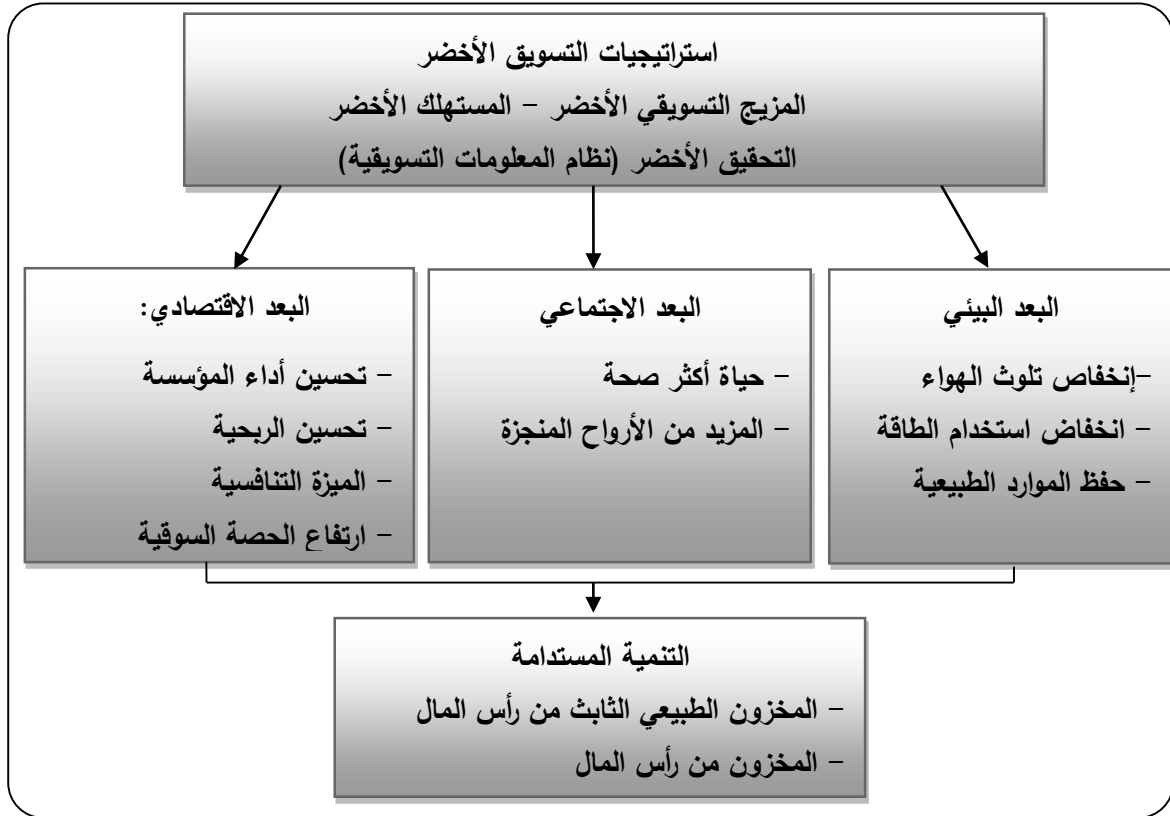 استراتيجيات التسويق الأخضر
المزيج التسويقي الأخضر – المستهلك الأخضر
التحقيق الأخضر (نظام المعلومات التسويقية)
البعد البيئي
–إنخفاص تلوث الهواء
– انخفاض استخدام الطاقة
– حفظ الموارد الطبيعية
البعد الاجتماعي
– حياة أكثر صحة
– المزيد من الأرواح المنجزة
البعد الاقتصادي:
– تحسين أداء المؤسسة
– تحسين الربحية
– الميزة التنافسية
– ارتفاع الحصة السوقية
التنمية المستدامة
– المخزون الطبيعي الثابث من رأس المال
– المخزون من رأس المال